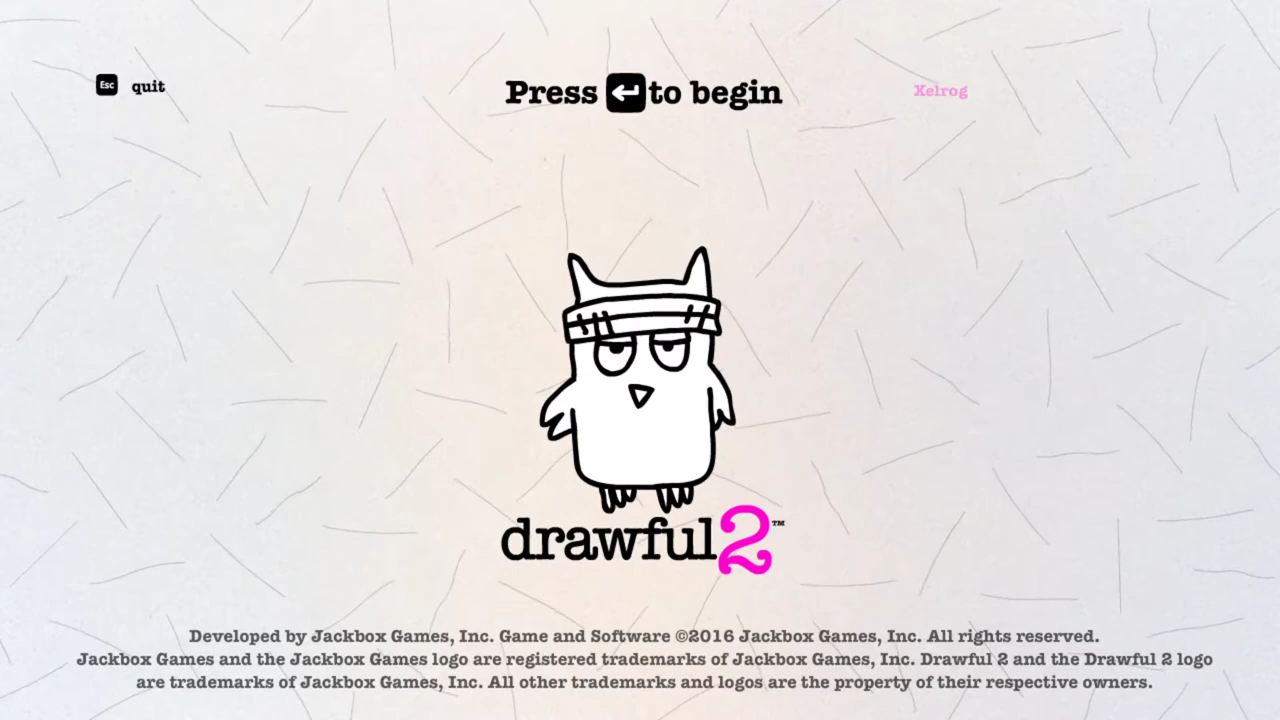 Esc quit
Press to begin
Xelrog
drawful 2™
Developed by Jackbox Games, Inc. Game and Software ©2016 Jackbox Games, Inc. All rights reserved.
Jackbox Games and the Jackbox Games logo are registered trademarks of Jackbox Games, Inc. Drawful 2 and the Drawful 2 logo
are trademarks of Jackbox Games, Inc. All other trademarks and logos are the property of their respective owners.